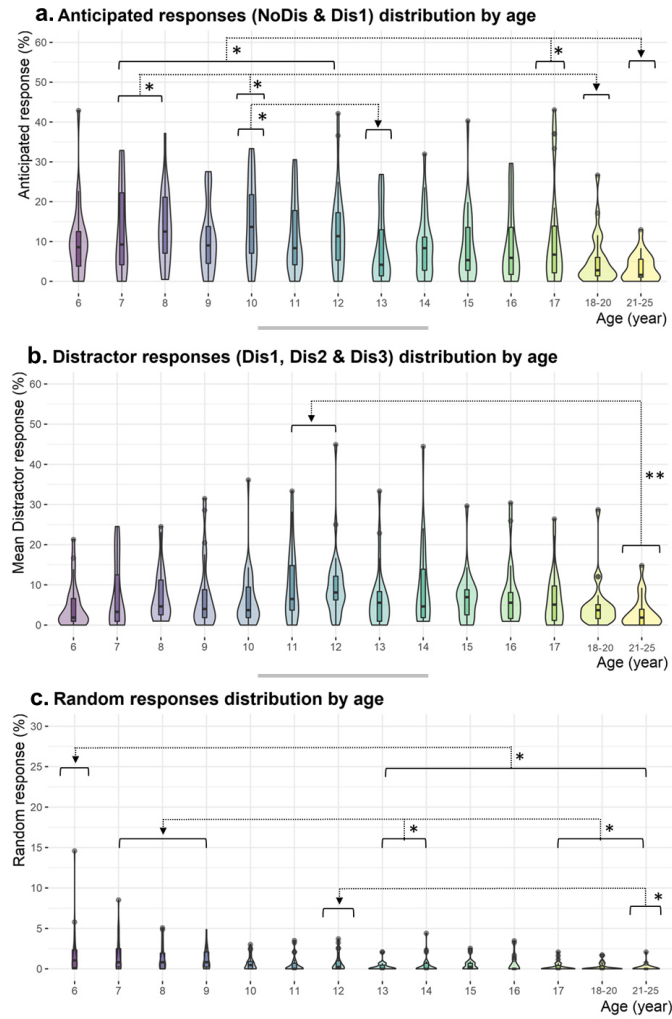 a. Anticipated responses (NoDis & Dis1) distribution by age
Anticipated response (%)
60
50
40
30
20
10
0
*
*
*
*
*
6 7 8 9 10 11 12 13 14 15 16 17 18-20 21-25
Age (year)
b. Distractor responses (Dis1, Dis2 & Dis3) distribution by age
Mean Distractor response (%)
60
50
40
30
20
10
0
**
6 7 8 9 10 11 12 13 14 15 16 17 18-20 21-25
Age (year)
c. Random responses distribution by age
Random response (%)
30
25
20
15
10
5
0
*
*
*
*
6 7 8 9 10 11 12 13 14 15 16 17 18-20 21-25
Age (year)